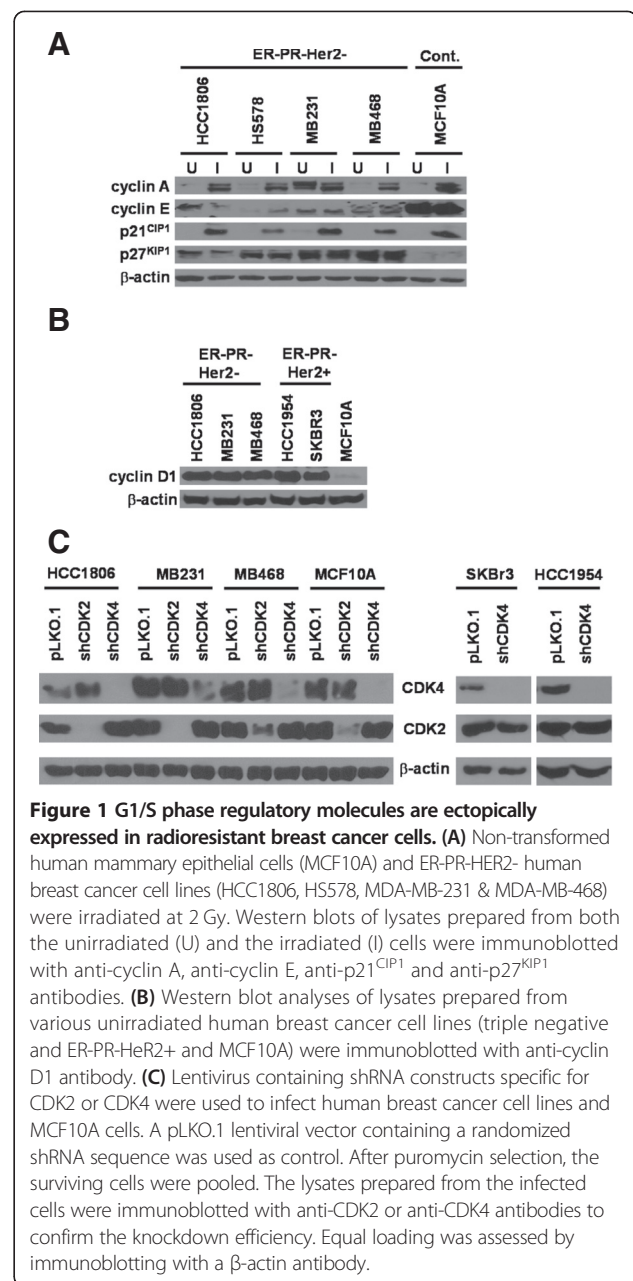 A
ER-PR-Her2- Cont.
HCC1806 HS578 MB231 MB468 MCF10A
U I U I U I U I U I
cyclin A
cyclin E
p21CIP1
p27KIP1
β-actin
B
ER-PR- ER-PR-
Her2- Her2+
HCC1806 MB231 MB468 HCC1954 SKBR3 MCF10A
cyclin D1
β-actin
C
HCC1806 MB231 MB468 MCF10A SKBr3 HCC1954
pLKO.1 shCDK2 shCDK4 pLKO.1 shCDK2 shCDK4 pLKO.1 shCDK2 shCDK4 pLKO.1 shCDK2 shCDK4 pLKO.1 shCDK4 pLKO.1 shCDK4
CDK4
CDK2
β-actin
Figure 1 G1/S phase regulatory molecules are ectopically
expressed in radioresistant breast cancer cells. (A) Non-transformed
human mammary epithelial cells (MCF10A) and ER-PR-HER2- human
breast cancer cell lines (HCC1806, HS578, MDA-MB-231 & MDA-MB-468)
were irradiated at 2 Gy. Western blots of lysates prepared from both
the unirradiated (U) and the irradiated (I) cells were immunoblotted
with anti-cyclin A, anti-cyclin E, anti-p21CIP1 and anti-p27KIP1
antibodies. (B) Western blot analyses of lysates prepared from
various unirradiated human breast cancer cell lines (triple negative
and ER-PR-HeR2+ and MCF10A) were immunoblotted with anti-cyclin
D1 antibody. (C) Lentivirus containing shRNA constructs specific for
CDK2 or CDK4 were used to infect human breast cancer cell lines and
MCF10A cells. A pLKO.1 lentiviral vector containing a randomized
shRNA sequence was used as control. After puromycin selection, the
surviving cells were pooled. The lysates prepared from the infected
cells were immunoblotted with anti-CDK2 or anti-CDK4 antibodies to
confirm the knockdown efficiency. Equal loading was assessed by
immunoblotting with a β-actin antibody.